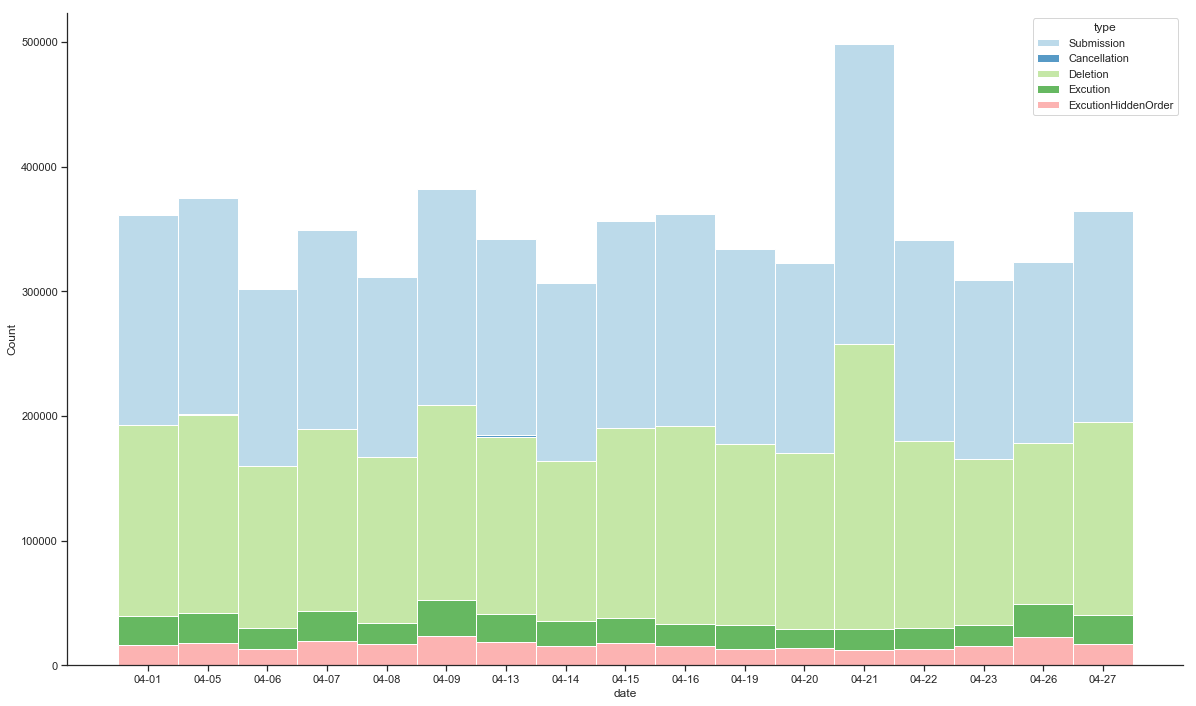 type
Submission
Cancellation
Deletion
Excution
ExcutionHiddenOrder
500000
400000
300000
200000
100000
0
Count
04-01 04-05 04-06 04-07 04-08 04-09 04-13 04-14 04-15 04-16 04-19 04-20 04-21 04-22 04-23 04-26 04-27
date